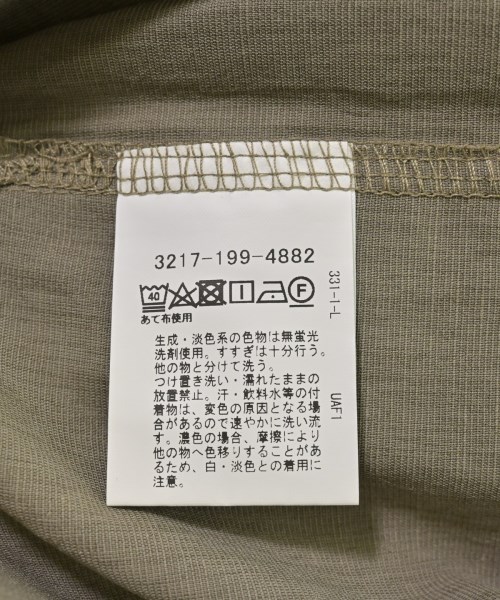 3217-199-4882
40
F
あて布使用
生成・淡色系の色物は無蛍光
洗剤使用。すすぎは十分行う。
他の物と分けて洗う。
つけ置き洗い・濡れたままの
放置禁止。汗・飲料水等の付
着物は、変色の原因となる場
合があるので速やかに洗い流
す。濃色の場合、摩擦により
他の物へ色移りすることがあ
るため、白・淡色との着用に
注意。
331-1-L
UAF1